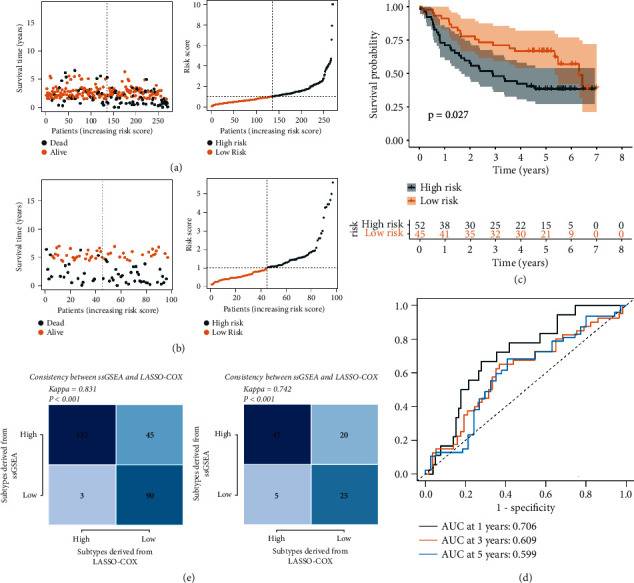 Survival time (years)
15
10
5
0
0 50 100 150 200 250
Patients (increasing risk score)
Dead
Alive
Risk score
10
8
6
4
2
0
0 50 100 150 200 250
Patients (increasing risk score)
High risk
Low Risk
(a)
Survival time (years)
15
10
5
0
0 20 40 60 80 100
Patients (increasing risk score)
Dead
Alive
Risk score
5
4
3
2
1
0
0 20 40 60 80 100
Patients (increasing risk score)
High risk
Low Risk
(b)
Survival probability
1.00
0.75
0.50
0.25
0.00
p = 0.027
0 1 2 3 4 5 6 7 8
Time (years)
High risk
Low risk
risk
High risk 52 38 30 25 22 15 5 0 0
Low risk 45 41 35 32 30 21 9 0 0
0 1 2 3 4 5 6 7 8
Time (years)
(c)
Consistency between ssGSEA and LASSO-COX
Kappa = 0.831
P < 0.001
Subtypes derived from
ssGSEA
High
45
Low
3
90
High Low
Subtypes derived from
LASSO-COX
Consistency between ssGSEA and LASSO-COX
Kappa = 0.742
P < 0.001
Subtypes derived from
ssGSEA
High
20
Low
5
25
High Low
Subtypes derived from
LASSO-COX
(e)
1.0
0.8
0.6
0.4
0.2
0.0
0.0 0.2 0.4 0.6 0.8 1.0
1 - specificity
AUC at 1 years: 0.706
AUC at 3 years: 0.609
AUC at 5 years: 0.599
(d)